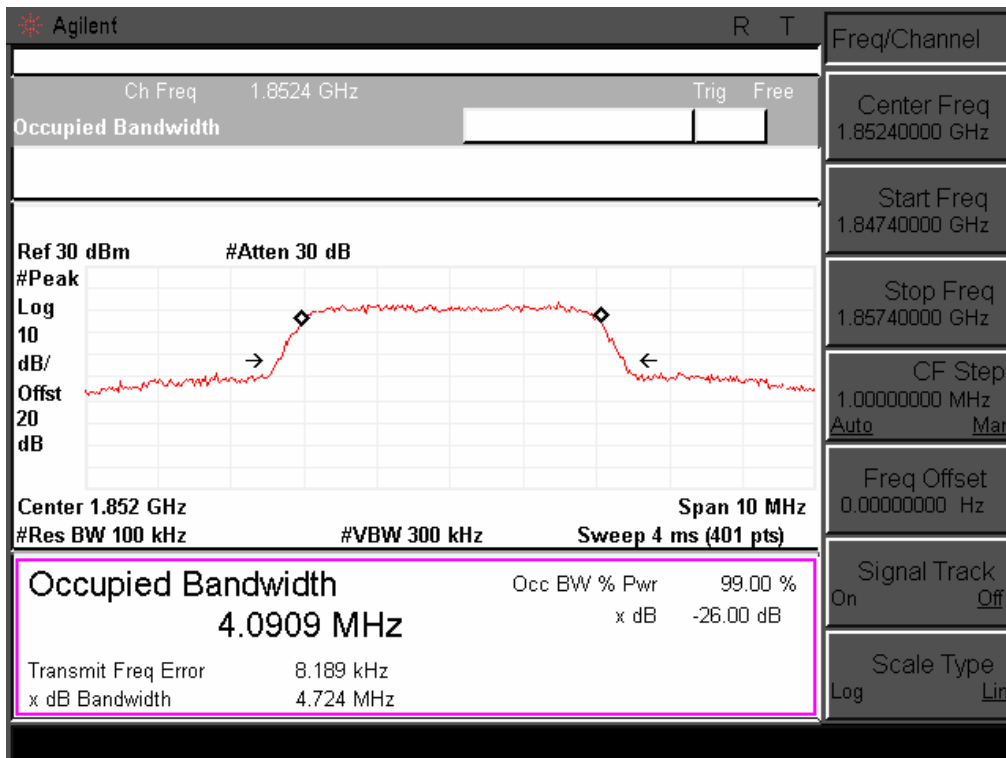 Agilent R T
Ch Freq 1.8524 GHz Trig Free
Occupied Bandwidth
Ref 30 dBm #Atten 30 dB
#Peak
Log
10
dB/
Offst
20
dB
Center 1.852 GHz Span 10 MHz
#Res BW 100 kHz #VBW 300 kHz Sweep 4 ms (401 pts)
Occupied Bandwidth Occ BW % Pwr 99.00 %
4.0909 MHz x dB -26.00 dB
Transmit Freq Error 8.189 kHz
x dB Bandwidth 4.724 MHz
Freq/Channel
Center Freq
1.85240000 GHz
Start Freq
1.84740000 GHz
Stop Freq
1.85740000 GHz
CF Step
1.00000000 MHz
Auto Man
Freq Offset
0.00000000 Hz
Signal Track
On Off
Scale Type
Log Lin